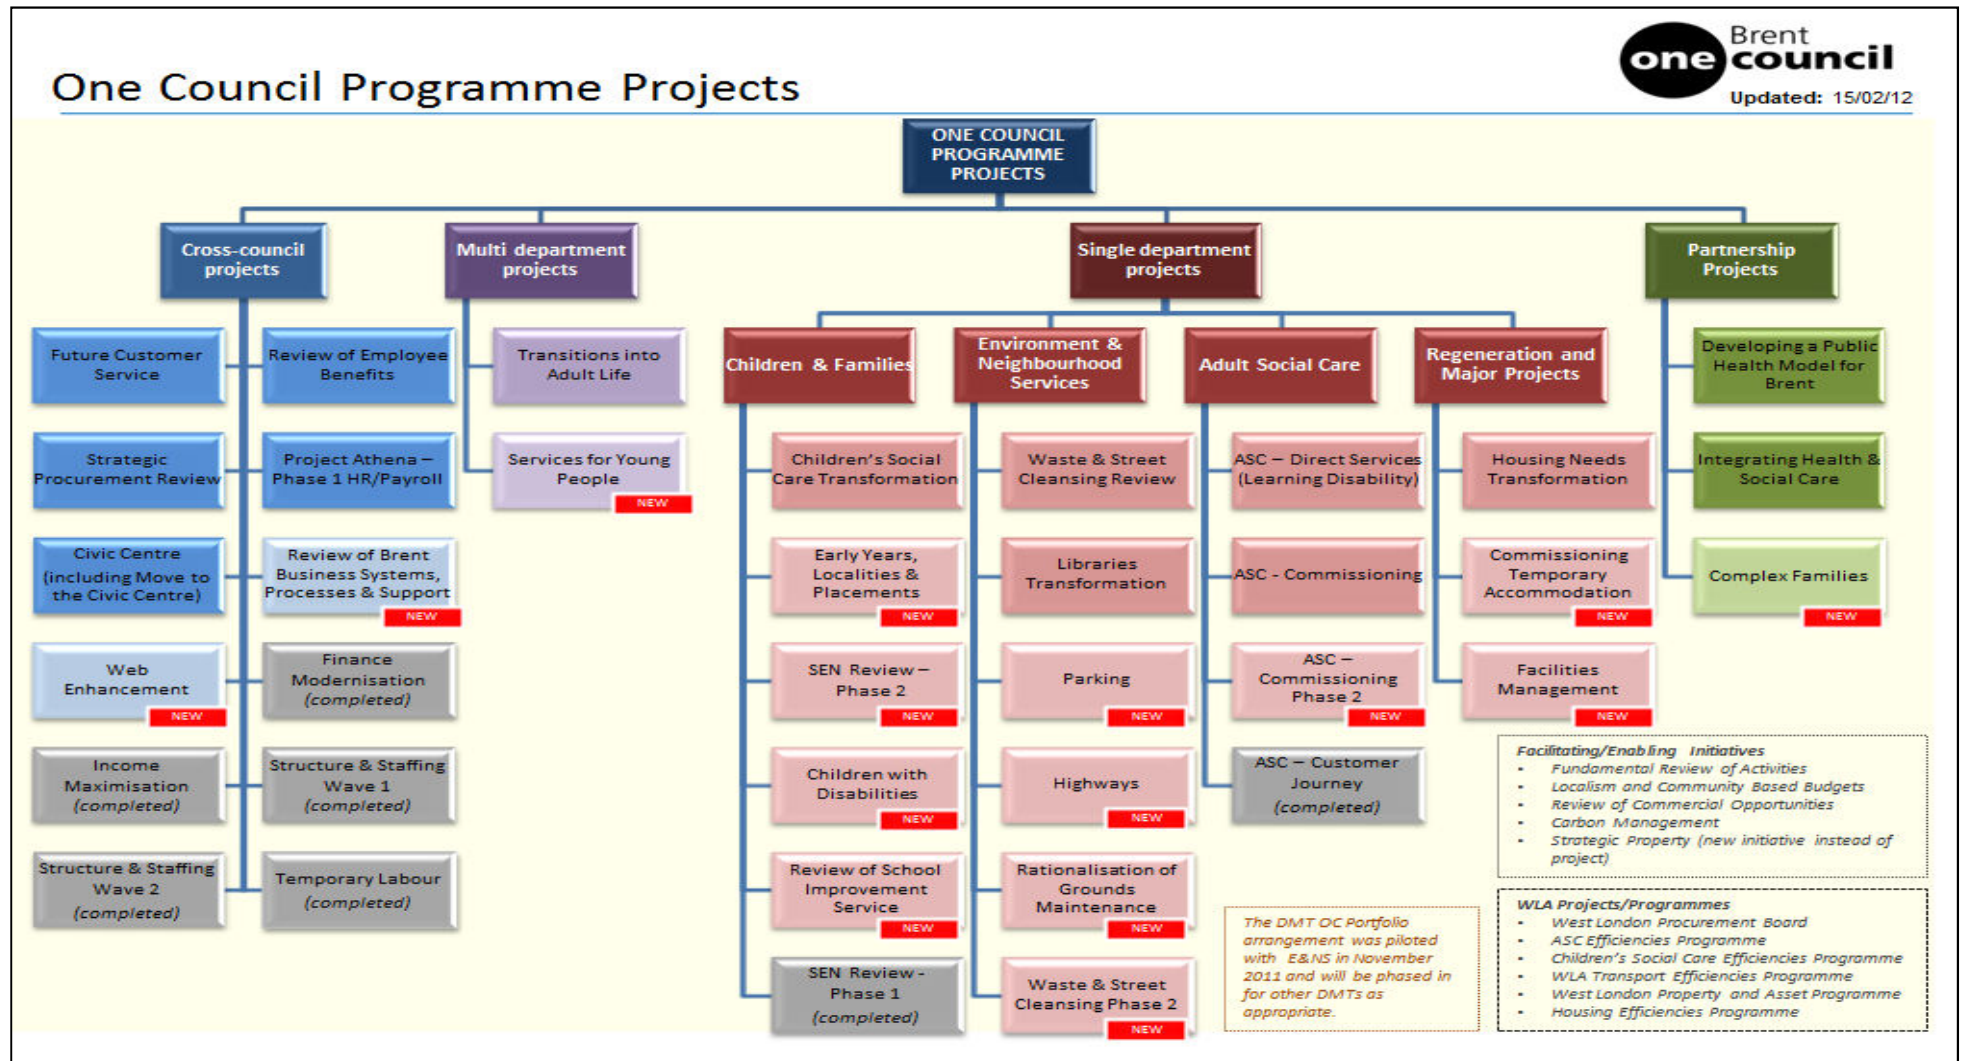 One Council Programme Projects
Brent
one council
Updated: 15/02/12
ONE COUNCIL
PROGRAMME
PROJECTS
Cross-council
projects
Multi department
projects
Single department
projects
Partnership
Projects
Future Customer
Service
Review of Employee
Benefits
Strategic
Procurement Review
Project Athena –
Phase 1 HR/Payroll
Civic Centre
(including Move to
the Civic Centre)
Review of Brent
Business Systems,
Processes & Support
NEW
Web
Enhancement
NEW
Finance
Modernisation
(completed)
Income
Maximisation
(completed)
Structure & Staffing
Wave 1
(completed)
Structure & Staffing
Wave 2
(completed)
Temporary Labour
(completed)
Transitions into
Adult Life
Services for Young
People
NEW
Children & Families
Children's Social
Care Transformation
Early Years,
Localities &
Placements
NEW
SEN Review –
Phase 2
NEW
Children with
Disabilities
NEW
Review of School
Improvement
Service
NEW
SEN Review -
Phase 1
(completed)
Environment &
Neighbourhood
Services
Waste & Street
Cleansing Review
Libraries
Transformation
Parking
NEW
Highways
NEW
Rationalisation of
Grounds
Maintenance
NEW
Waste & Street
Cleansing Phase 2
NEW
Adult Social Care
ASC – Direct Services
(Learning Disability)
ASC - Commissioning
ASC –
Commissioning
Phase 2
NEW
ASC – Customer
Journey
(completed)
Regeneration and
Major Projects
Housing Needs
Transformation
Commissioning
Temporary
Accommodation
NEW
Facilities
Management
NEW
Developing a Public
Health Model for
Brent
Integrating Health &
Social Care
Complex Families
NEW
The DMT OC Portfolio
arrangement was piloted
with E&NS in November
2011 and will be phased in
for other DMTs as
appropriate.
Facilitating/Enabling Initiatives
• Fundamental Review of Activities
• Localism and Community Based Budgets
• Review of Commercial Opportunities
• Carbon Management
• Strategic Property (new initiative instead of
project)
WLA Projects/Programmes
• West London Procurement Board
• ASC Efficiencies Programme
• Children's Social Care Efficiencies Programme
• WLA Transport Efficiencies Programme
• West London Property and Asset Programme
• Housing Efficiencies Programme